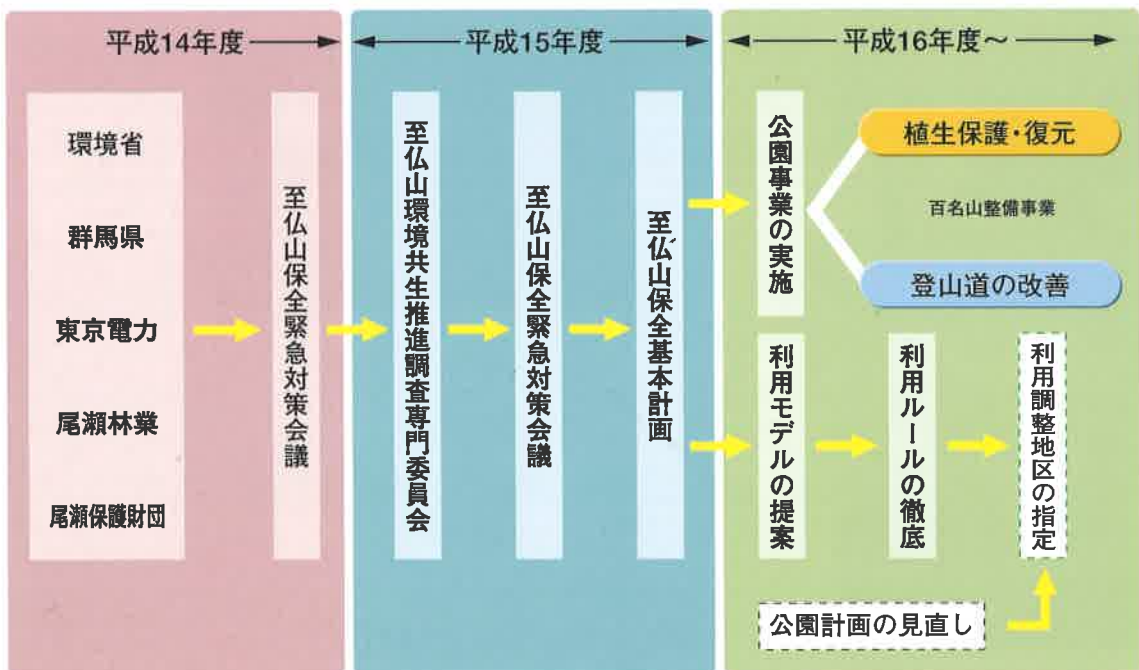 平成14年度
平成15年度
平成16年度～
環境省
群馬県
東京電力
尾瀬林業
尾瀬保護財団
至仏山保全緊急対策会議
至仏山環境共生推進調査専門委員会
至仏山保全緊急対策会議
至仏山保全基本計画
公園事業の実施
植生保護・復元
百名山整備事業
登山道の改善
利用モデルの提案
利用ルールの徹底
利用調整地区の指定
公園計画の見直し